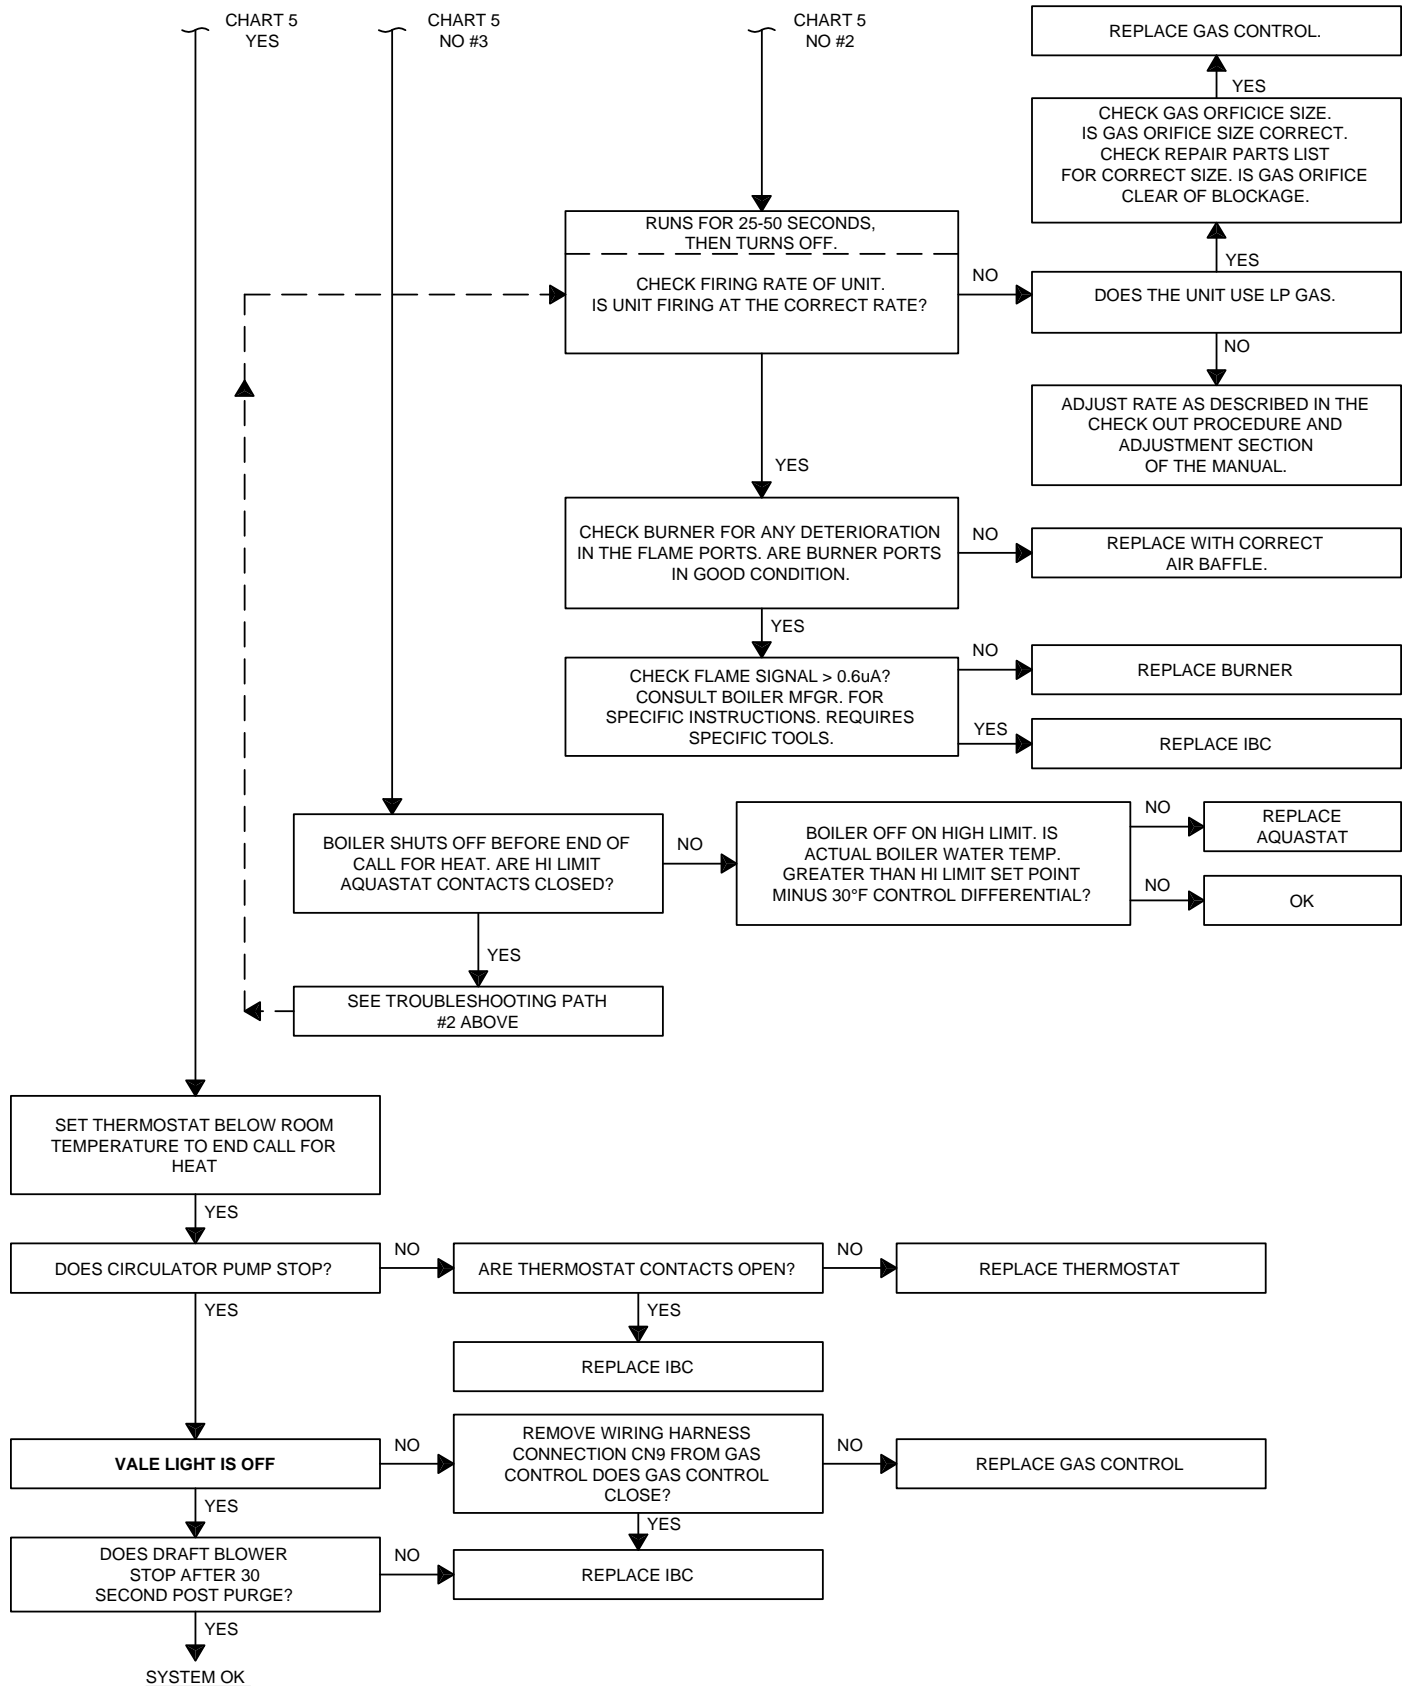 CHART 5
YES
CHART 5
NO #3
CHART 5
NO #2
REPLACE GAS CONTROL.
YES
CHECK GAS ORFICICE SIZE.
IS GAS ORIFICE SIZE CORRECT.
CHECK REPAIR PARTS LIST
FOR CORRECT SIZE. IS GAS ORIFICE
CLEAR OF BLOCKAGE.
YES
RUNS FOR 25-50 SECONDS,
THEN TURNS OFF.
CHECK FIRING RATE OF UNIT.
IS UNIT FIRING AT THE CORRECT RATE?
NO
DOES THE UNIT USE LP GAS.
NO
ADJUST RATE AS DESCRIBED IN THE
CHECK OUT PROCEDURE AND
ADJUSTMENT SECTION
OF THE MANUAL.
YES
CHECK BURNER FOR ANY DETERIORATION
IN THE FLAME PORTS. ARE BURNER PORTS
IN GOOD CONDITION.
NO
REPLACE WITH CORRECT
AIR BAFFLE.
YES
CHECK FLAME SIGNAL > 0.6uA?
CONSULT BOILER MFGR. FOR
SPECIFIC INSTRUCTIONS. REQUIRES
SPECIFIC TOOLS.
NO
REPLACE BURNER
YES
REPLACE IBC
BOILER SHUTS OFF BEFORE END OF
CALL FOR HEAT. ARE HI LIMIT
AQUASTAT CONTACTS CLOSED?
NO
BOILER OFF ON HIGH LIMIT. IS
ACTUAL BOILER WATER TEMP.
GREATER THAN HI LIMIT SET POINT
MINUS 30°F CONTROL DIFFERENTIAL?
NO
REPLACE
AQUASTAT
NO
OK
YES
SEE TROUBLESHOOTING PATH
#2 ABOVE
SET THERMOSTAT BELOW ROOM
TEMPERATURE TO END CALL FOR
HEAT
YES
DOES CIRCULATOR PUMP STOP?
NO
ARE THERMOSTAT CONTACTS OPEN?
NO
REPLACE THERMOSTAT
YES
YES
REPLACE IBC
VALE LIGHT IS OFF
NO
REMOVE WIRING HARNESS
CONNECTION CN9 FROM GAS
CONTROL DOES GAS CONTROL
CLOSE?
NO
REPLACE GAS CONTROL
YES
YES
DOES DRAFT BLOWER
STOP AFTER 30
SECOND POST PURGE?
NO
REPLACE IBC
YES
SYSTEM OK